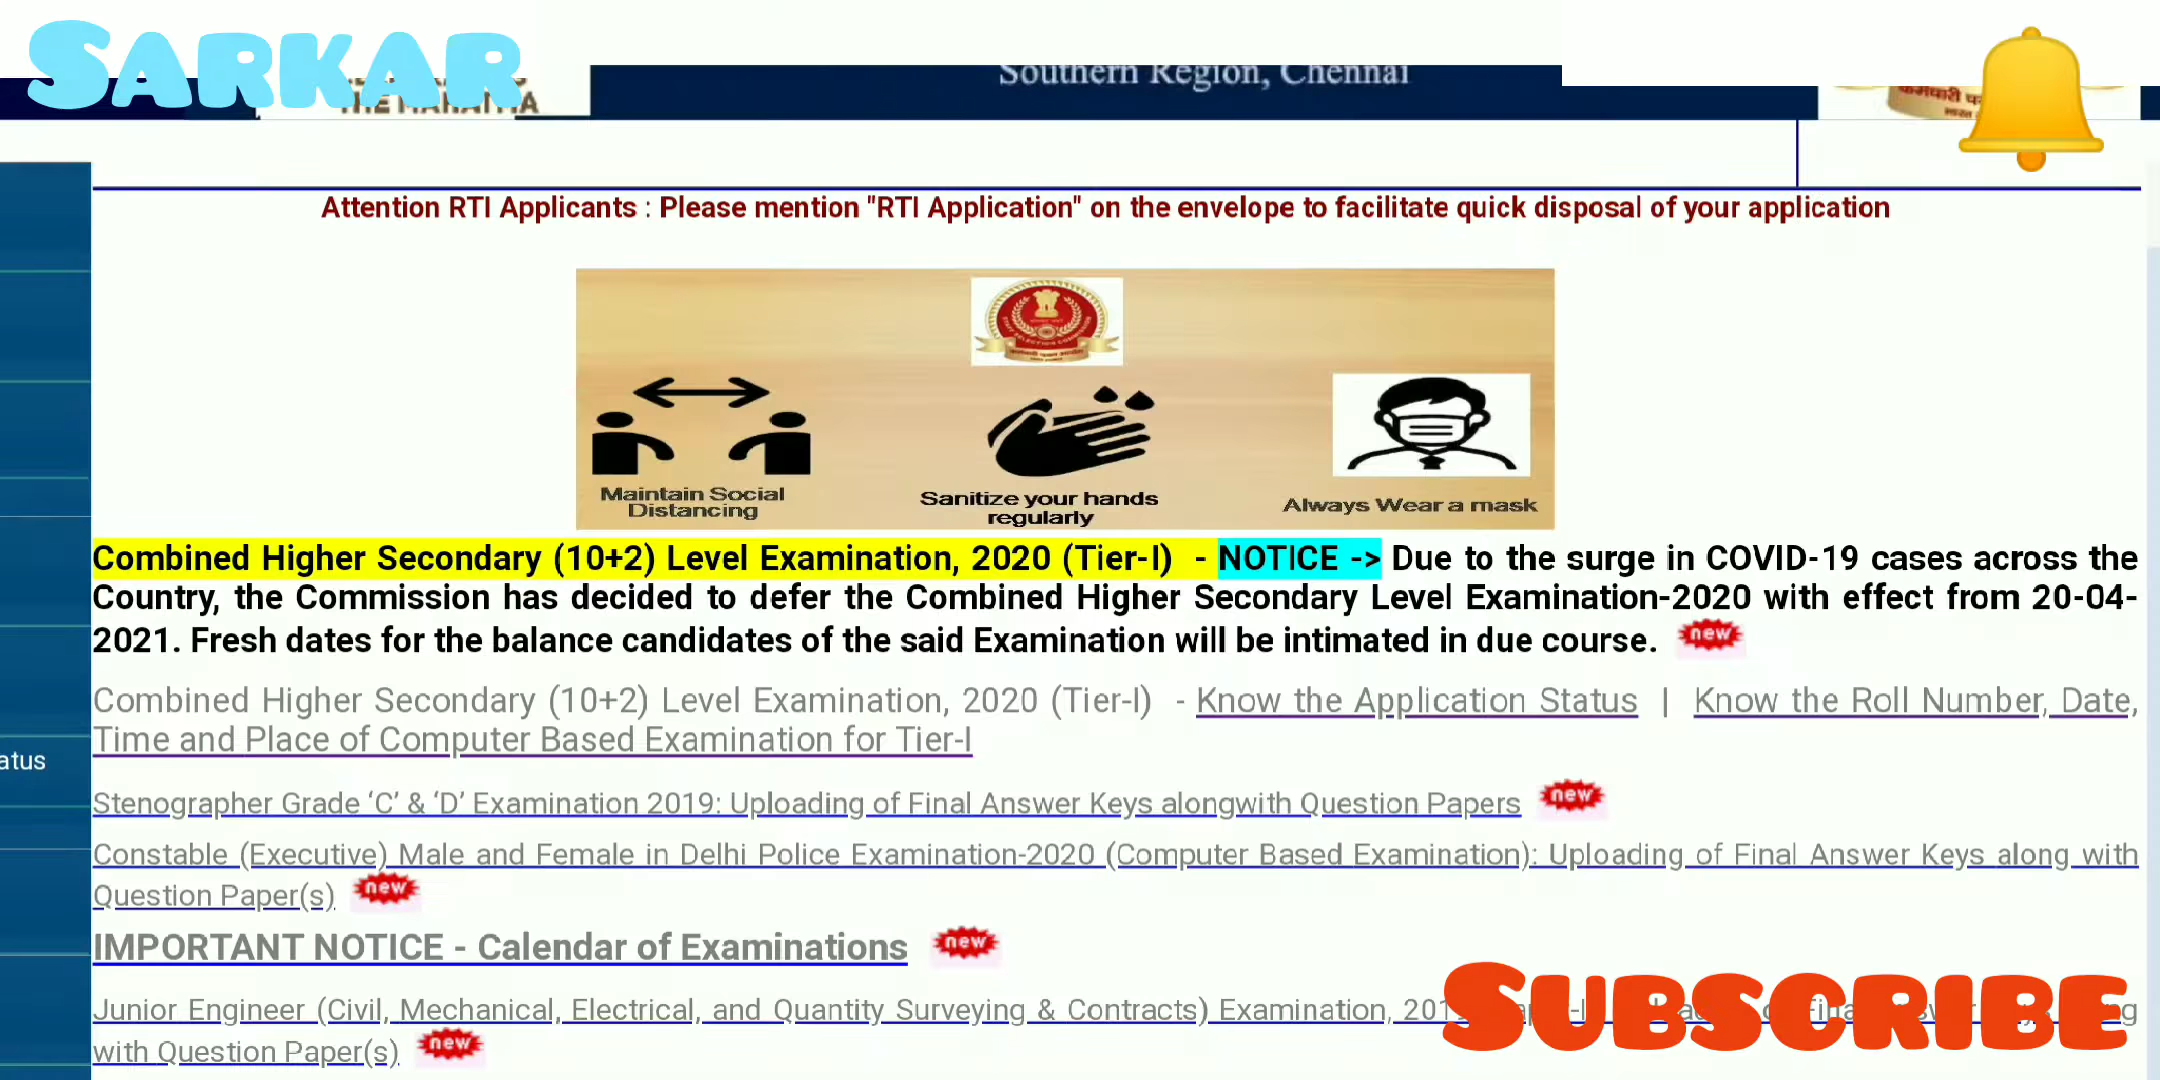 SARKAR
Southern Region, Chennai
Attention RTI Applicants : Please mention "RTI Application" on the envelope to facilitate quick disposal of your application
Maintain Social
Distancing
Sanitize your hands
regularly
Always Wear a mask
Combined Higher Secondary (10+2) Level Examination, 2020 (Tier-I) - NOTICE -> Due to the surge in COVID-19 cases across the
Country, the Commission has decided to defer the Combined Higher Secondary Level Examination-2020 with effect from 20-04-
2021. Fresh dates for the balance candidates of the said Examination will be intimated in due course. new
Combined Higher Secondary (10+2) Level Examination, 2020 (Tier-I) - Know the Application Status | Know the Roll Number, Date,
Time and Place of Computer Based Examination for Tier-I
atus
Stenographer Grade ‘C’ & ‘D’ Examination 2019: Uploading of Final Answer Keys alongwith Question Papers new
Constable (Executive) Male and Female in Delhi Police Examination-2020 (Computer Based Examination): Uploading of Final Answer Keys along with
Question Paper(s) new
IMPORTANT NOTICE - Calendar of Examinations new
Junior Engineer (Civil, Mechanical, Electrical, and Quantity Surveying & Contracts) Examination,
with Question Paper(s) new
SUBSCRIBE